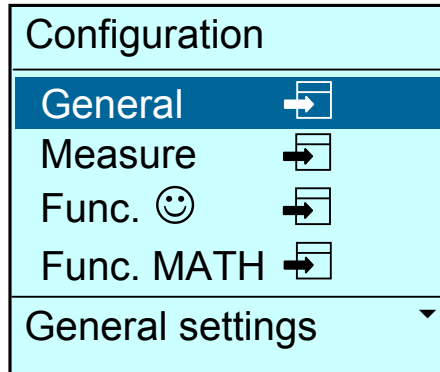 Configuration
General
Measure
Func. ☺
Func. MATH
General settings